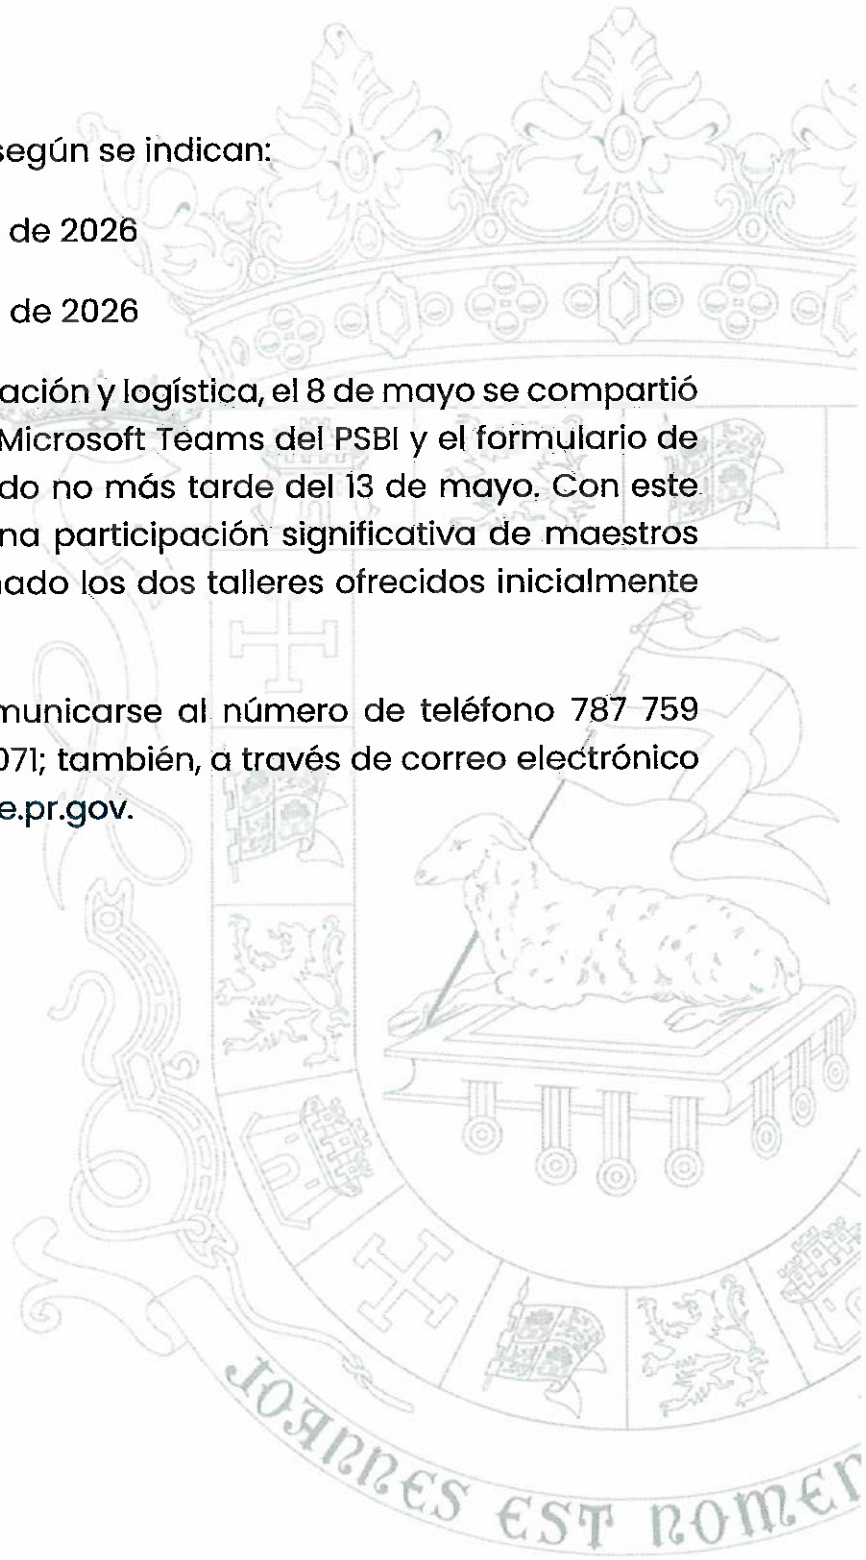 según se indican:
de 2026
de 2026
ación y logística, el 8 de mayo se compartió
Microsoft Teams del PSBI y el formulario de
do no más tarde del 13 de mayo. Con este
na participación significativa de maestros
ado los dos talleres ofrecidos inicialmente
municarse al número de teléfono 787 759
071; también, a través de correo electrónico
e.pr.gov.
JOANNES EST NOMEN